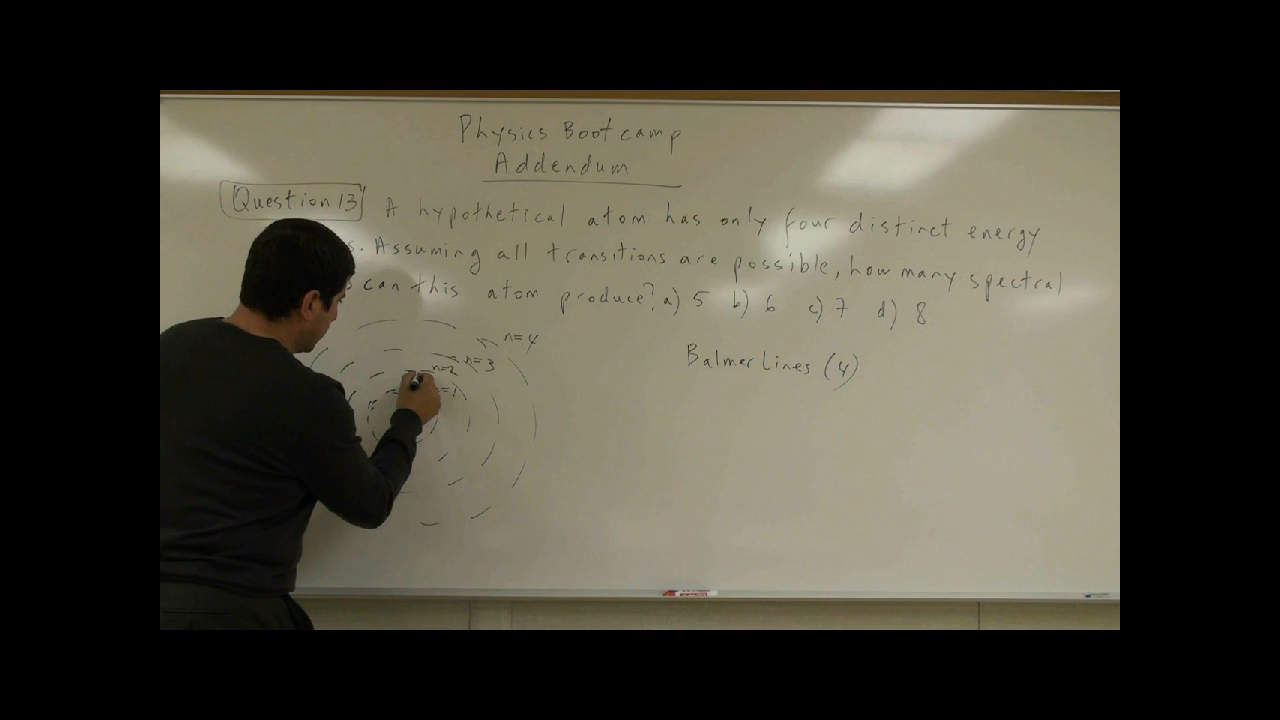 Physics Bootcamp
Addendum
Question 13 A hypothetical atom has only four distinct energy
s. Assuming all transitions are possible, how many spectral
s can this atom produce? a) 5 b) 6 c) 7 d) 8
n=4
n=3
n=2
=1
Balmer Lines (4)